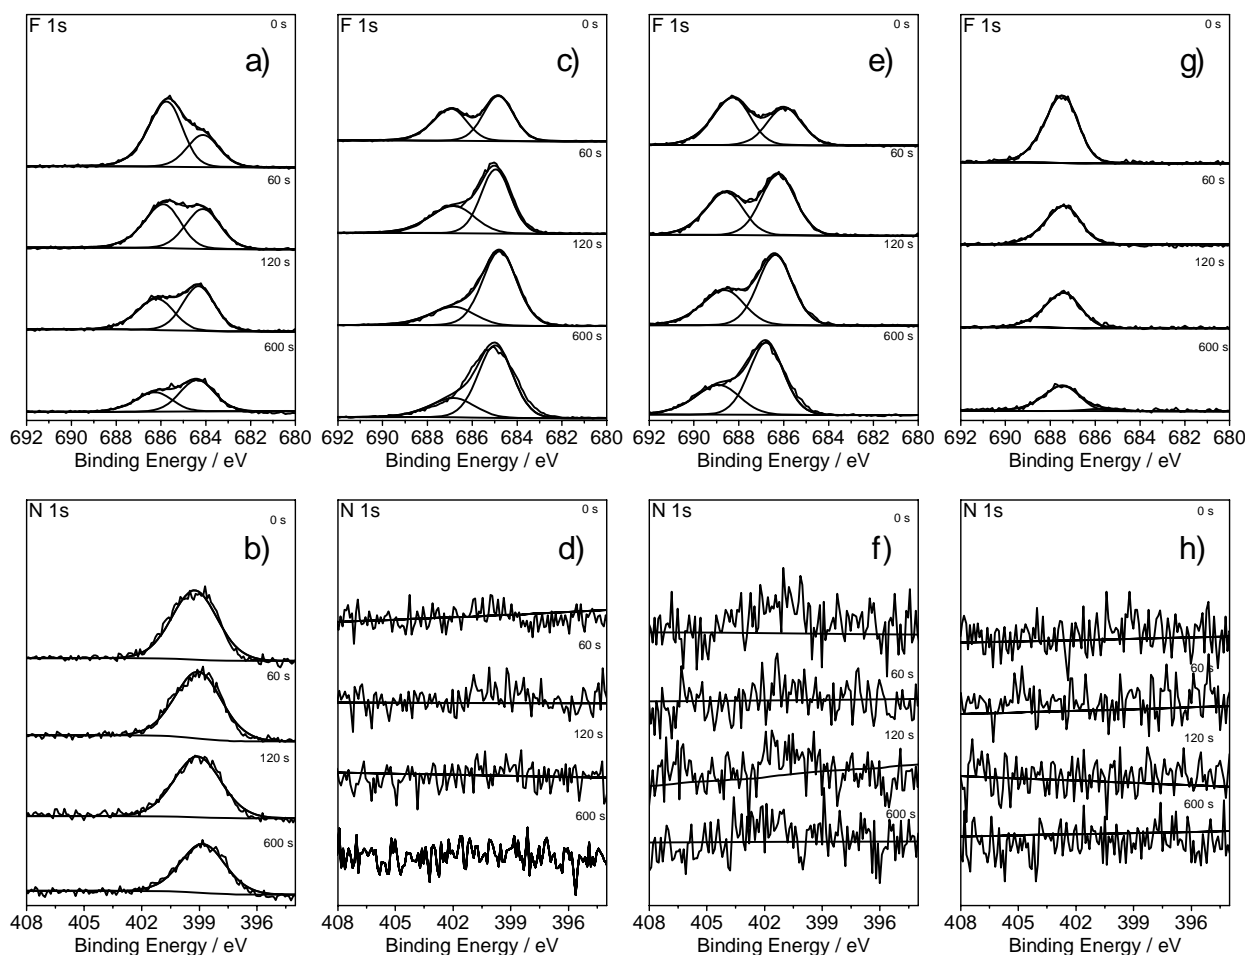 F 1s 0 s
a)
60 s
120 s
600 s
692 690 688 686 684 682 680
Binding Energy / eV
F 1s 0 s
c)
60 s
120 s
600 s
692 690 688 686 684 682 680
Binding Energy / eV
F 1s 0 s
e)
60 s
120 s
600 s
692 690 688 686 684 682 680
Binding Energy / eV
F 1s 0 s
g)
60 s
120 s
600 s
692 690 688 686 684 682 680
Binding Energy / eV
N 1s 0 s
b)
60 s
120 s
600 s
408 405 402 399 396
Binding Energy / eV
N 1s 0 s
d)
60 s
120 s
600 s
408 405 402 399 396
Binding Energy / eV
N 1s 0 s
f)
60 s
120 s
600 s
408 405 402 399 396
Binding Energy / eV
N 1s 0 s
h)
60 s
120 s
600 s
408 405 402 399 396
Binding Energy / eV